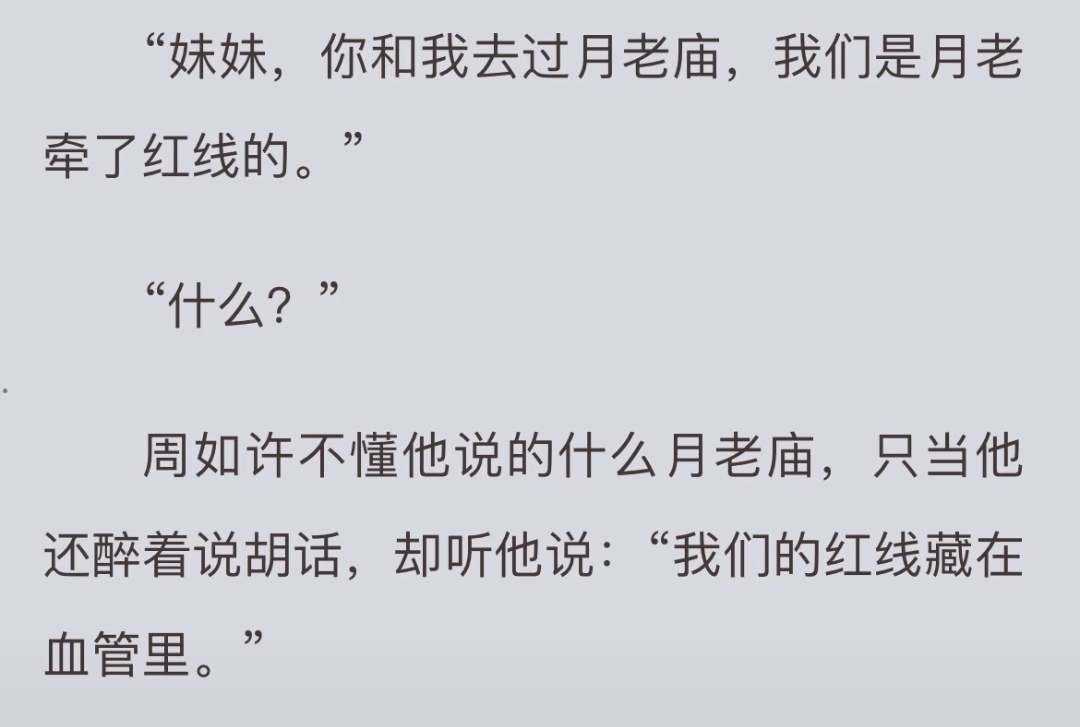 “妹妹，你和我去过月老庙，我们是月老
牵了红线的。”
“什么？”
周如许不懂他说的什么月老庙，只当他
还醉着说胡话，却听他说：“我们的红线藏在
血管里。”